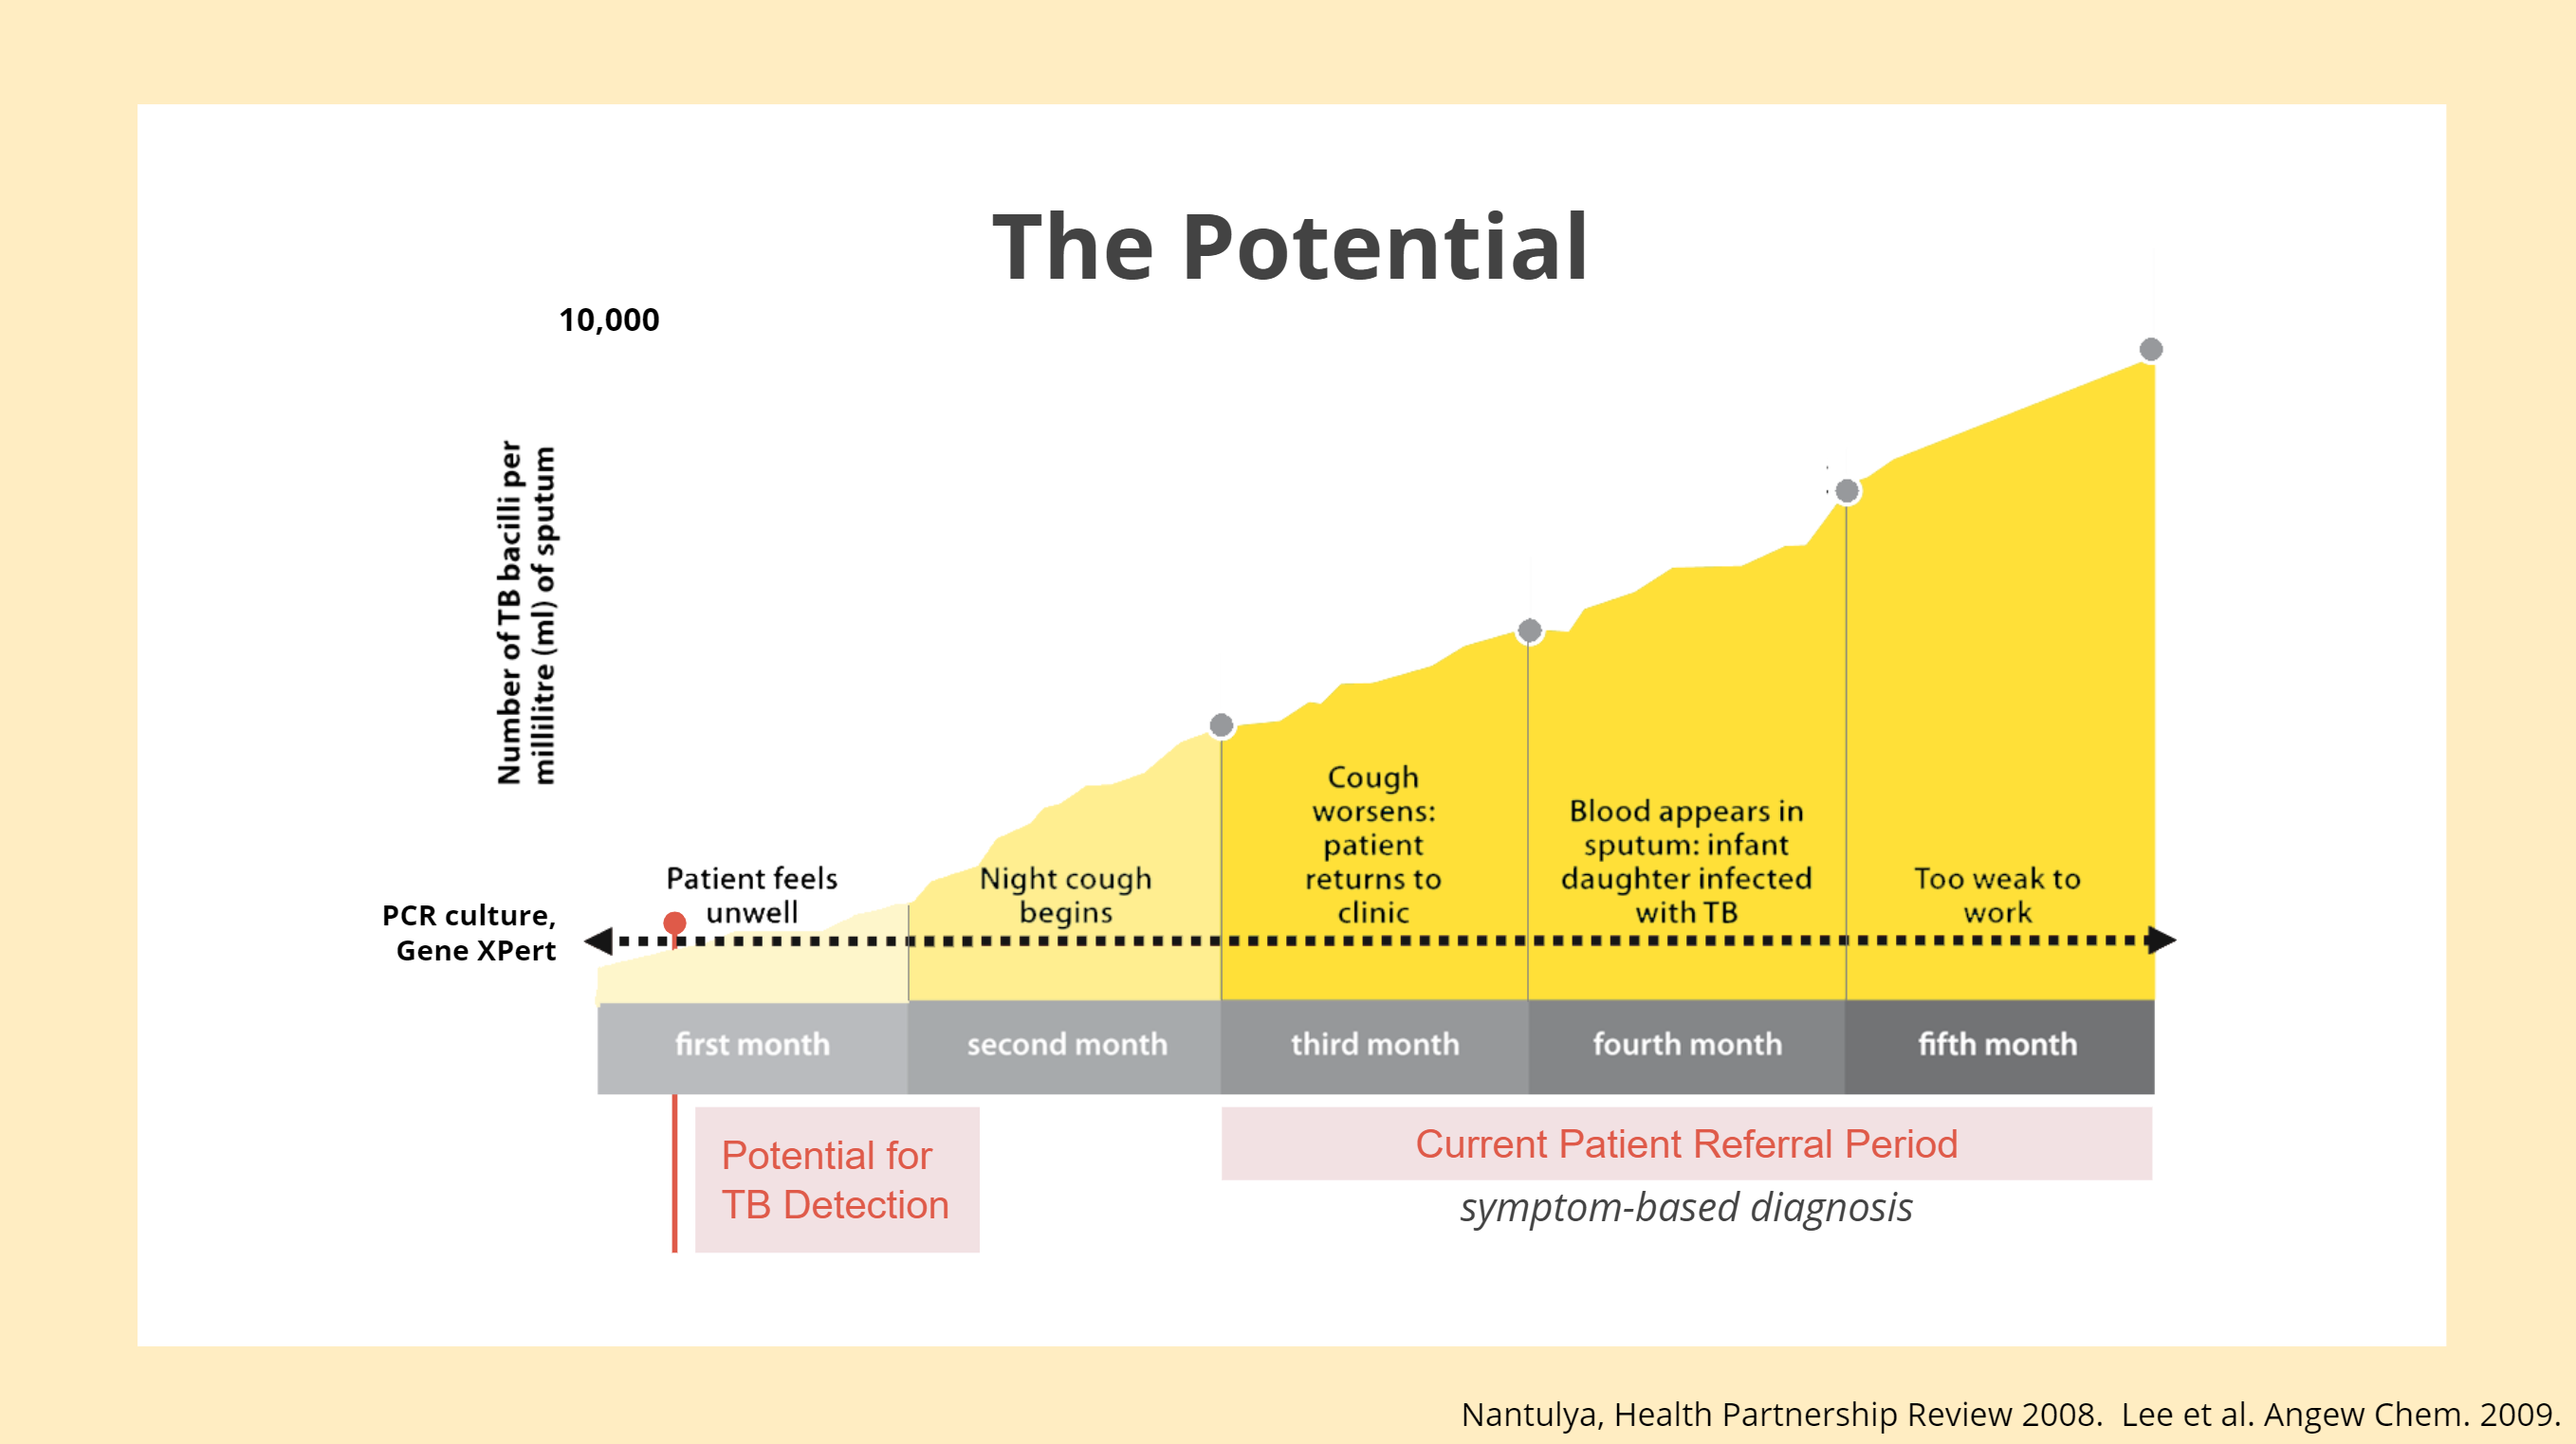 The Potential
10,000
Number of TB bacilli per
millilitre (ml) of sputum
Patient feels
unwell
Night cough
begins
Cough
worsens:
patient
returns to
clinic
Blood appears in
sputum: infant
daughter infected
with TB
Too weak to
work
PCR culture,
Gene XPert
first month
second month
third month
fourth month
fifth month
Potential for
TB Detection
Current Patient Referral Period
symptom-based diagnosis
Nantulya, Health Partnership Review 2008.  Lee et al. Angew Chem. 2009.